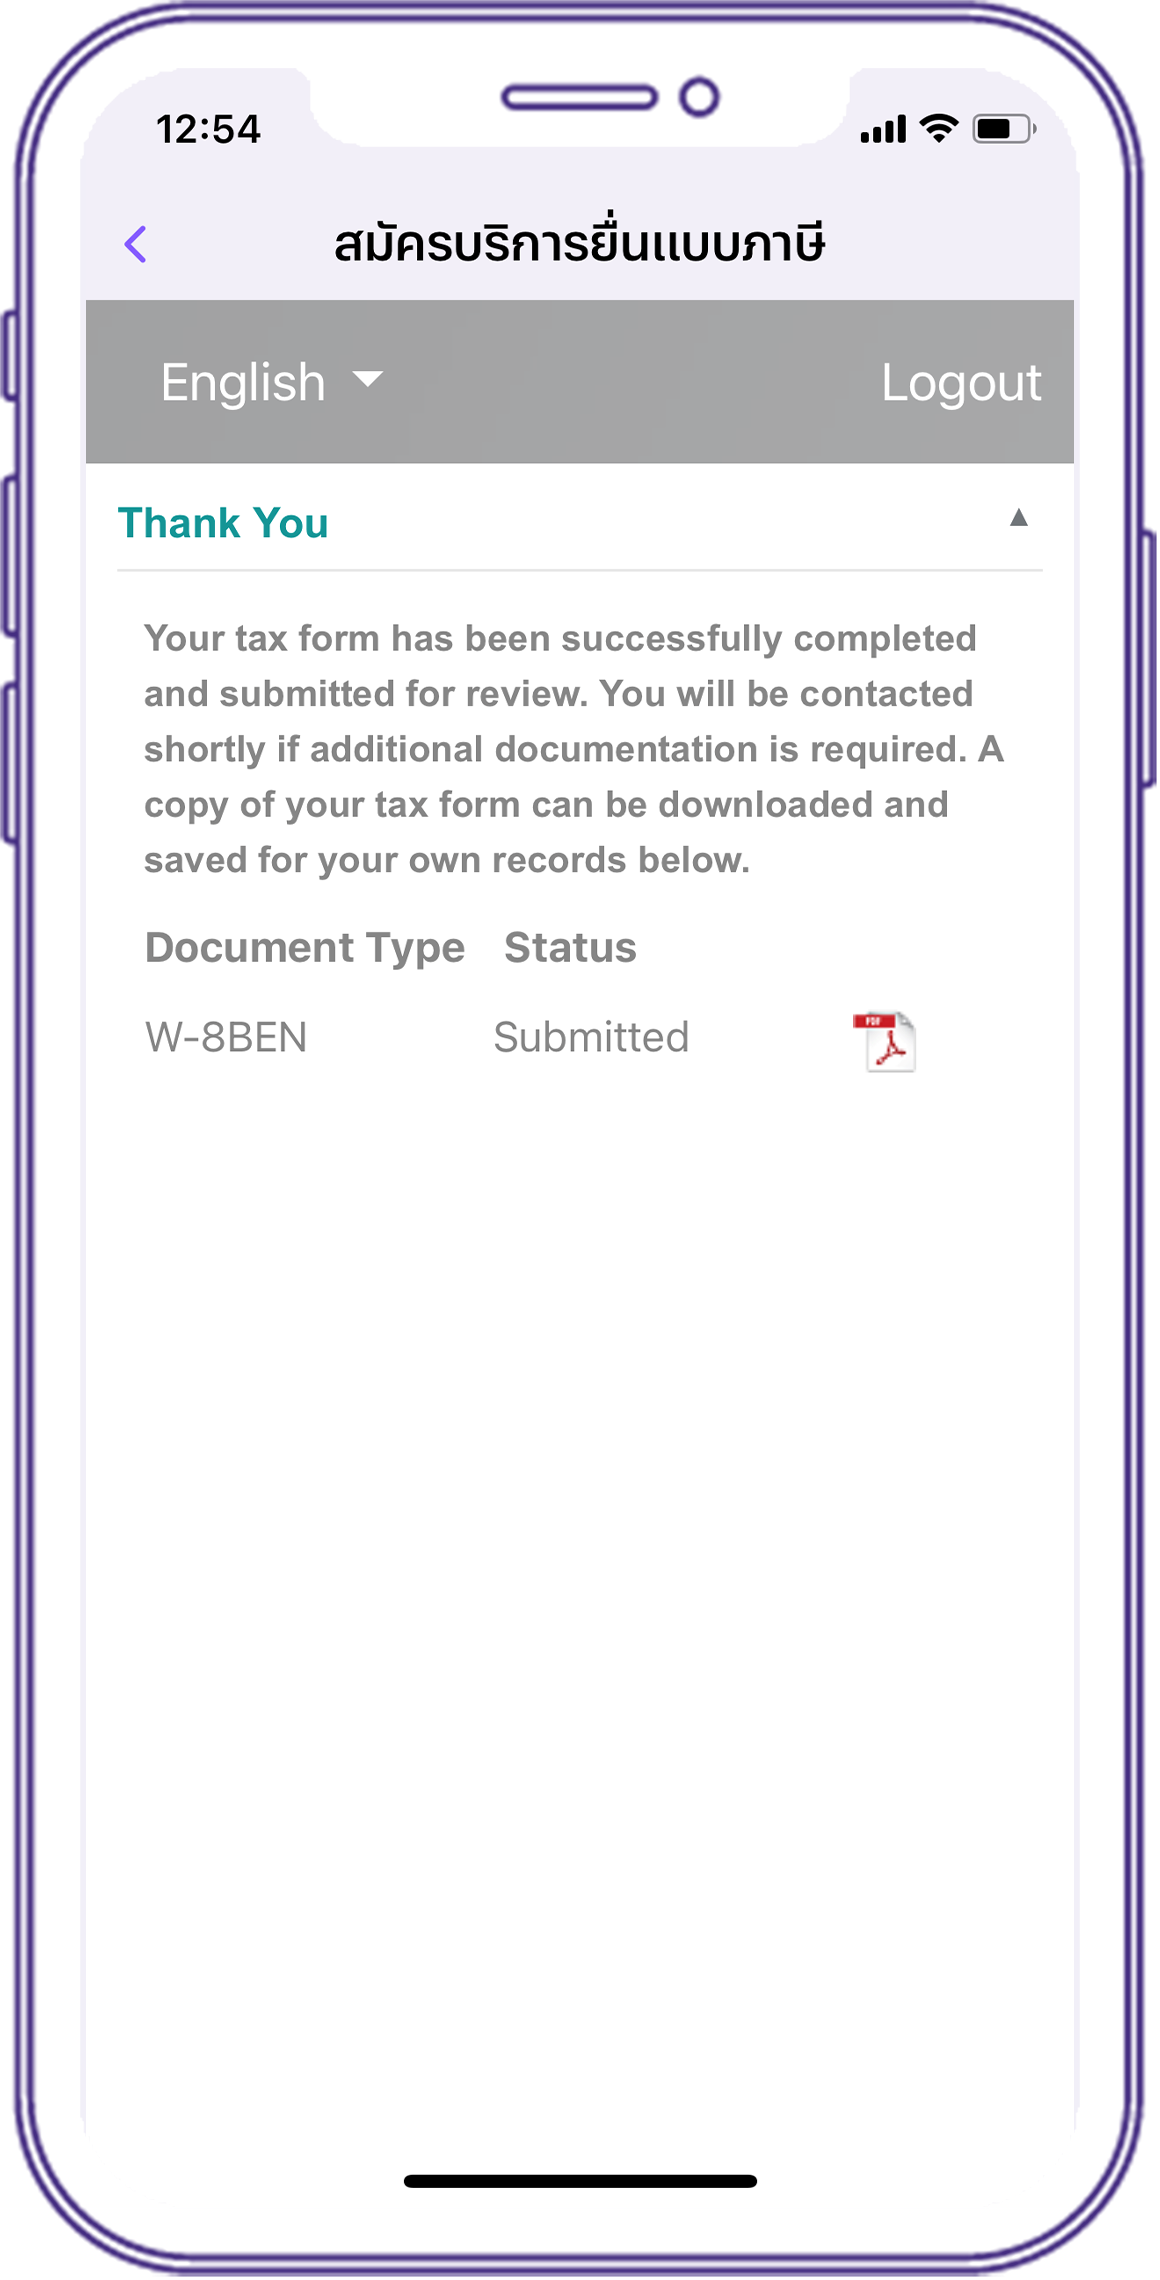 12:54
สมัครบริการยื่นแบบภาษี
English
Logout
Thank You
Your tax form has been successfully completed
and submitted for review. You will be contacted
shortly if additional documentation is required. A
copy of your tax form can be downloaded and
saved for your own records below.
Document Type Status
W-8BEN Submitted PDF